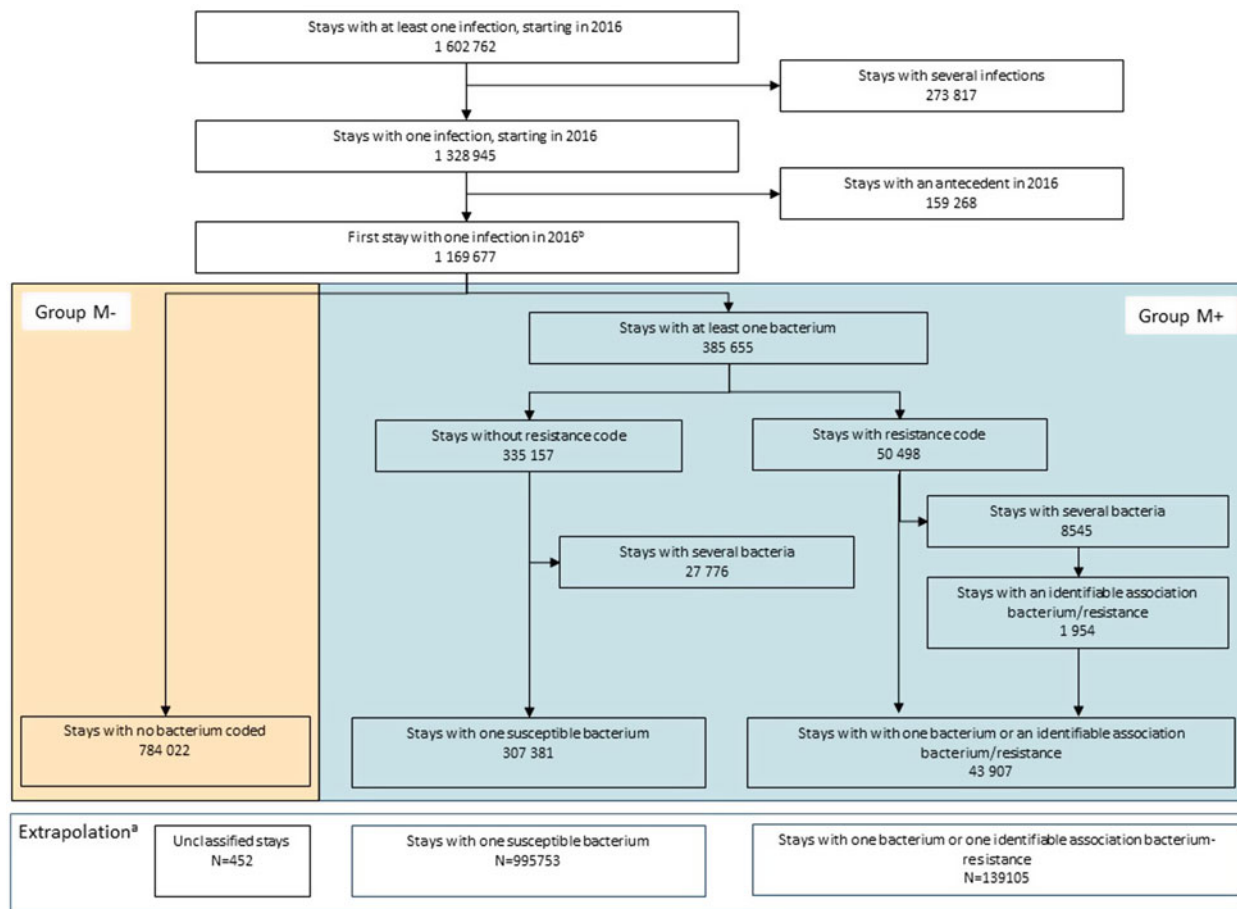 Stays with at least one infection, starting in 2016
1 602 762
Stays with several infections
273 817
Stays with one infection, starting in 2016
1 328 945
Stays with an antecedent in 2016
159 268
First stay with one infection in 2016ᵇ
1 169 677
Group M-
Group M+
Stays with at least one bacterium
385 655
Stays without resistance code
335 157
Stays with resistance code
50 498
Stays with several bacteria
8545
Stays with several bacteria
27 776
Stays with an identifiable association
bacterium/resistance
1 954
Stays with no bacterium coded
784 022
Stays with one susceptible bacterium
307 381
Stays with with one bacterium or an identifiable association
bacterium/resistance
43 907
Extrapolationᵃ
Unclassified stays
N=452
Stays with one susceptible bacterium
N=995753
Stays with one bacterium or one identifiable association bacterium-
resistance
N=139105